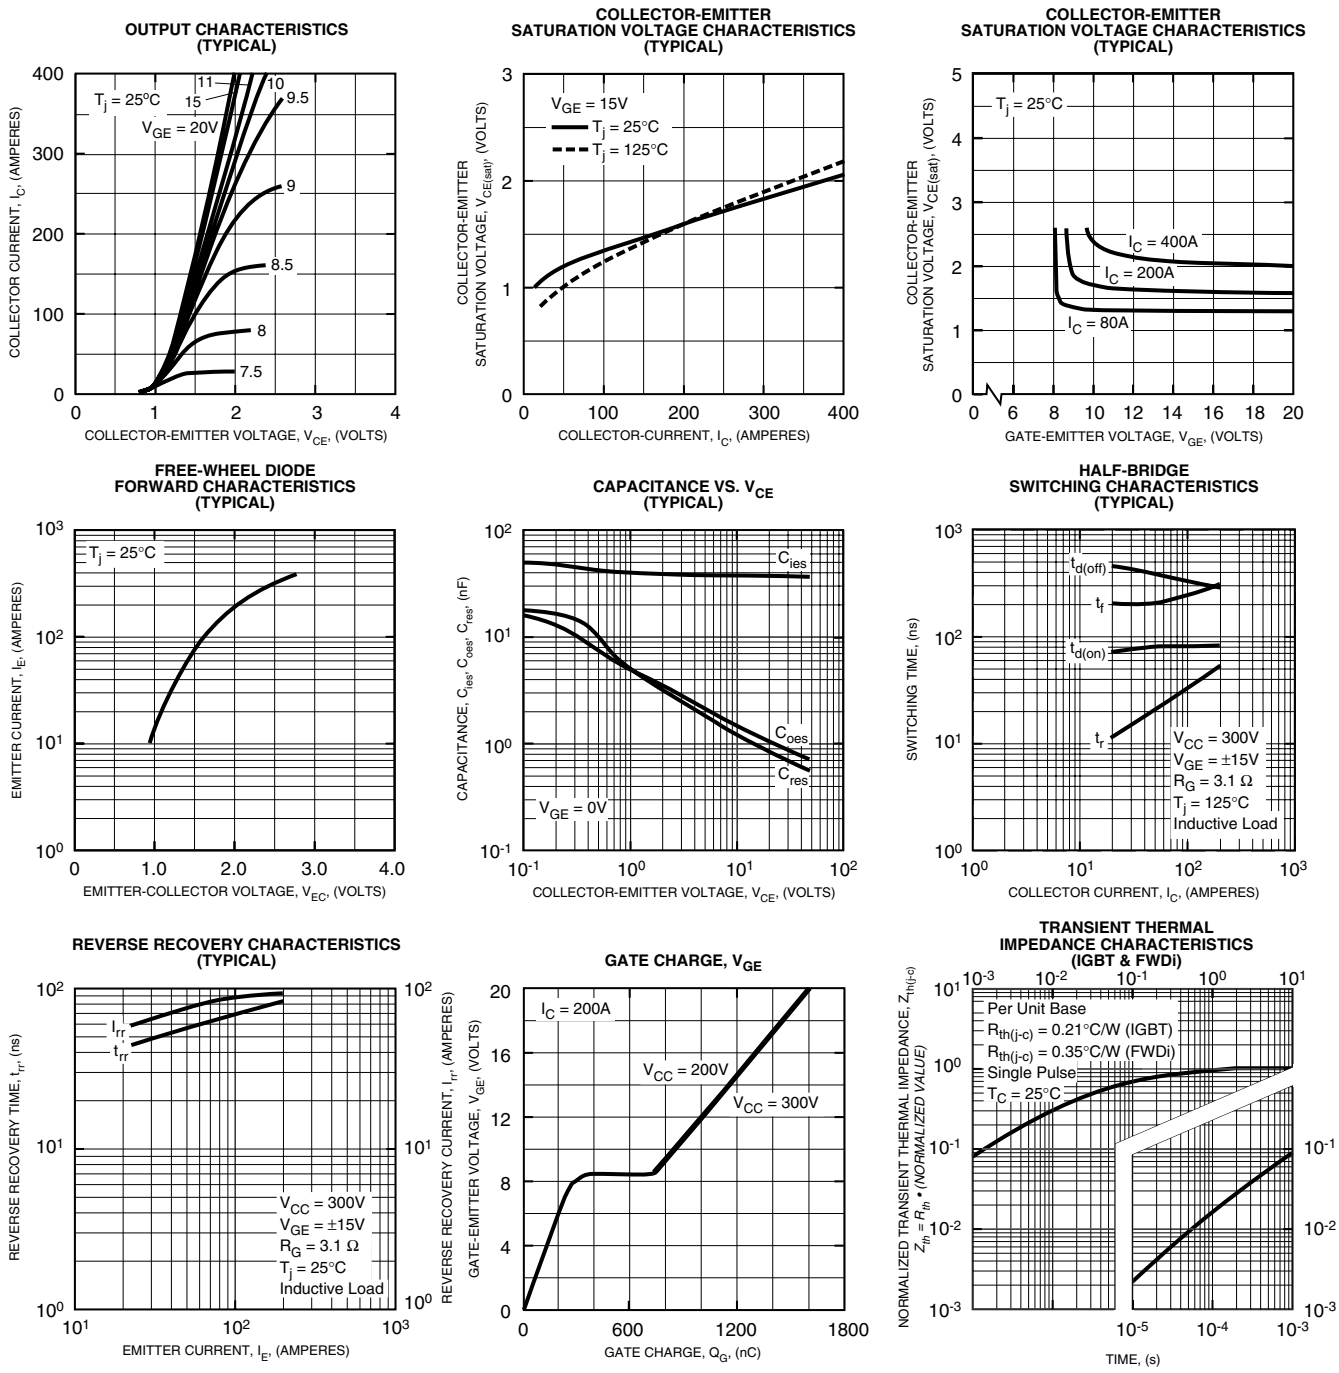 OUTPUT CHARACTERISTICS
(TYPICAL)
400
300
200
100
0
0
1
2
3
4
COLLECTOR CURRENT, IC, (AMPERES)
COLLECTOR-EMITTER VOLTAGE, VCE, (VOLTS)
Tj = 25°C
VGE = 20V
15
11
10
9.5
9
8.5
8
7.5
COLLECTOR-EMITTER
SATURATION VOLTAGE CHARACTERISTICS
(TYPICAL)
3
2
1
0
0
100
200
300
400
COLLECTOR-EMITTER
SATURATION VOLTAGE, VCE(sat), (VOLTS)
COLLECTOR-CURRENT, IC, (AMPERES)
VGE = 15V
Tj = 25°C
Tj = 125°C
COLLECTOR-EMITTER
SATURATION VOLTAGE CHARACTERISTICS
(TYPICAL)
5
4
3
2
1
0
0
6
8
10
12
14
16
18
20
COLLECTOR-EMITTER
SATURATION VOLTAGE, VCE(sat), (VOLTS)
GATE-EMITTER VOLTAGE, VGE, (VOLTS)
Tj = 25°C
IC = 400A
IC = 200A
IC = 80A
FREE-WHEEL DIODE
FORWARD CHARACTERISTICS
(TYPICAL)
10³
10²
10¹
10⁰
0
1.0
2.0
3.0
4.0
EMITTER CURRENT, IE, (AMPERES)
EMITTER-COLLECTOR VOLTAGE, VEC, (VOLTS)
Tj = 25°C
CAPACITANCE VS. VCE
(TYPICAL)
10²
10¹
10⁰
10-1
10-1
10⁰
10¹
10²
CAPACITANCE, Cies, Coes, Cres, (nF)
COLLECTOR-EMITTER VOLTAGE, VCE, (VOLTS)
Cies
Coes
Cres
VGE = 0V
HALF-BRIDGE
SWITCHING CHARACTERISTICS
(TYPICAL)
10³
10²
10¹
10⁰
10⁰
10¹
10²
10³
SWITCHING TIME, (ns)
COLLECTOR CURRENT, IC, (AMPERES)
td(off)
tf
td(on)
tr
VCC = 300V
VGE = ±15V
RG = 3.1 Ω
Tj = 125°C
Inductive Load
REVERSE RECOVERY CHARACTERISTICS
(TYPICAL)
10²
10¹
10⁰
10²
10¹
10⁰
10¹
10²
10³
REVERSE RECOVERY TIME, trr, (ns)
REVERSE RECOVERY CURRENT, Irr, (AMPERES)
EMITTER CURRENT, IE, (AMPERES)
Irr
trr
VCC = 300V
VGE = ±15V
RG = 3.1 Ω
Tj = 25°C
Inductive Load
GATE CHARGE, VGE
20
16
12
8
4
0
0
600
1200
1800
GATE-EMITTER VOLTAGE, VGE, (VOLTS)
GATE CHARGE, QG, (nC)
IC = 200A
VCC = 200V
VCC = 300V
TRANSIENT THERMAL
IMPEDANCE CHARACTERISTICS
(IGBT & FWDi)
10-3
10-2
10-1
10⁰
10¹
10¹
10⁰
10-1
10-2
10-3
10-1
10-2
10-3
10-5
10-4
10-3
NORMALIZED TRANSIENT THERMAL IMPEDANCE, Zth(j-c)
Zth = Rth • (NORMALIZED VALUE)
TIME, (s)
Per Unit Base
Rth(j-c) = 0.21°C/W (IGBT)
Rth(j-c) = 0.35°C/W (FWDi)
Single Pulse
TC = 25°C